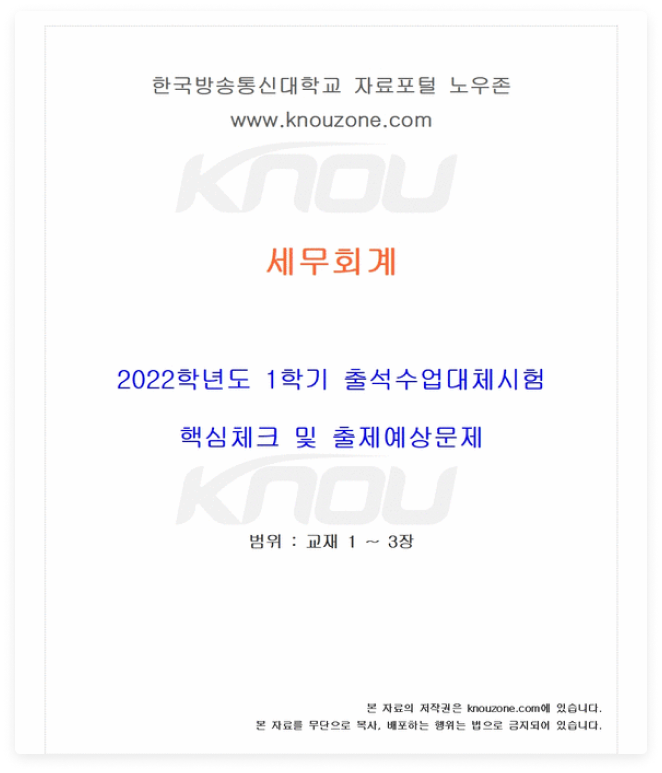 한국방송통신대학교 자료포털 노우존
www.knouzone.com
KNOU
세무회계
2022학년도 1학기 출석수업대체시험
핵심체크 및 출제예상문제
KNOU
범위 : 교재 1 ~ 3장
본 자료의 저작권은 knouzone.com에 있습니다.
본 자료를 무단으로 복사, 배포하는 행위는 법으로 금지되어 있습니다.